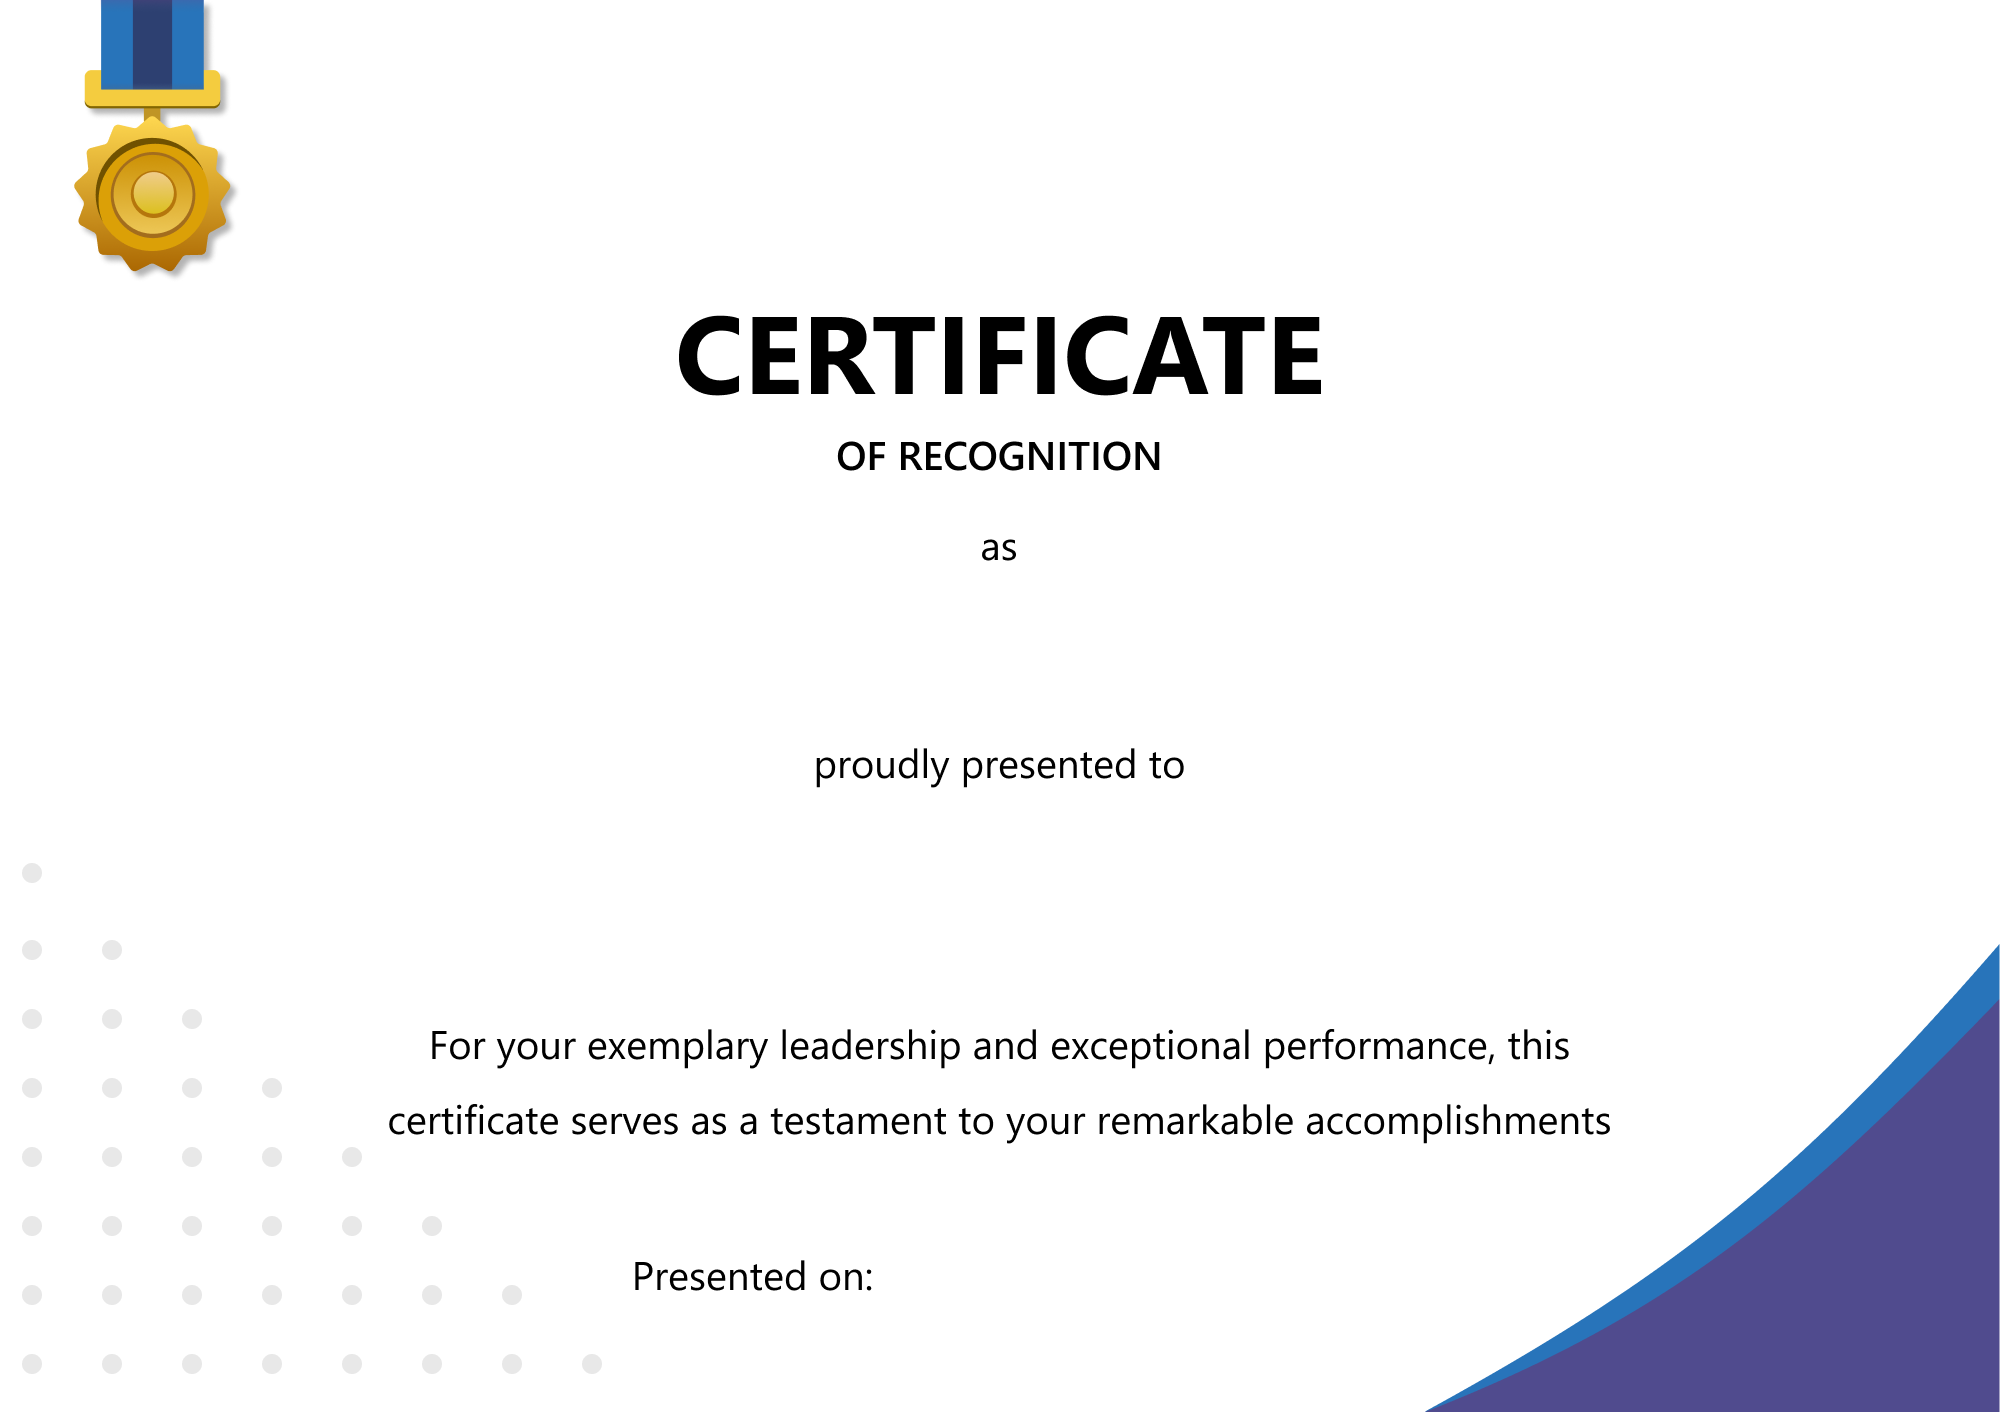 CERTIFICATE
OF RECOGNITION
as
proudly presented to
For your exemplary leadership and exceptional performance, this
certificate serves as a testament to your remarkable accomplishments
Presented on: